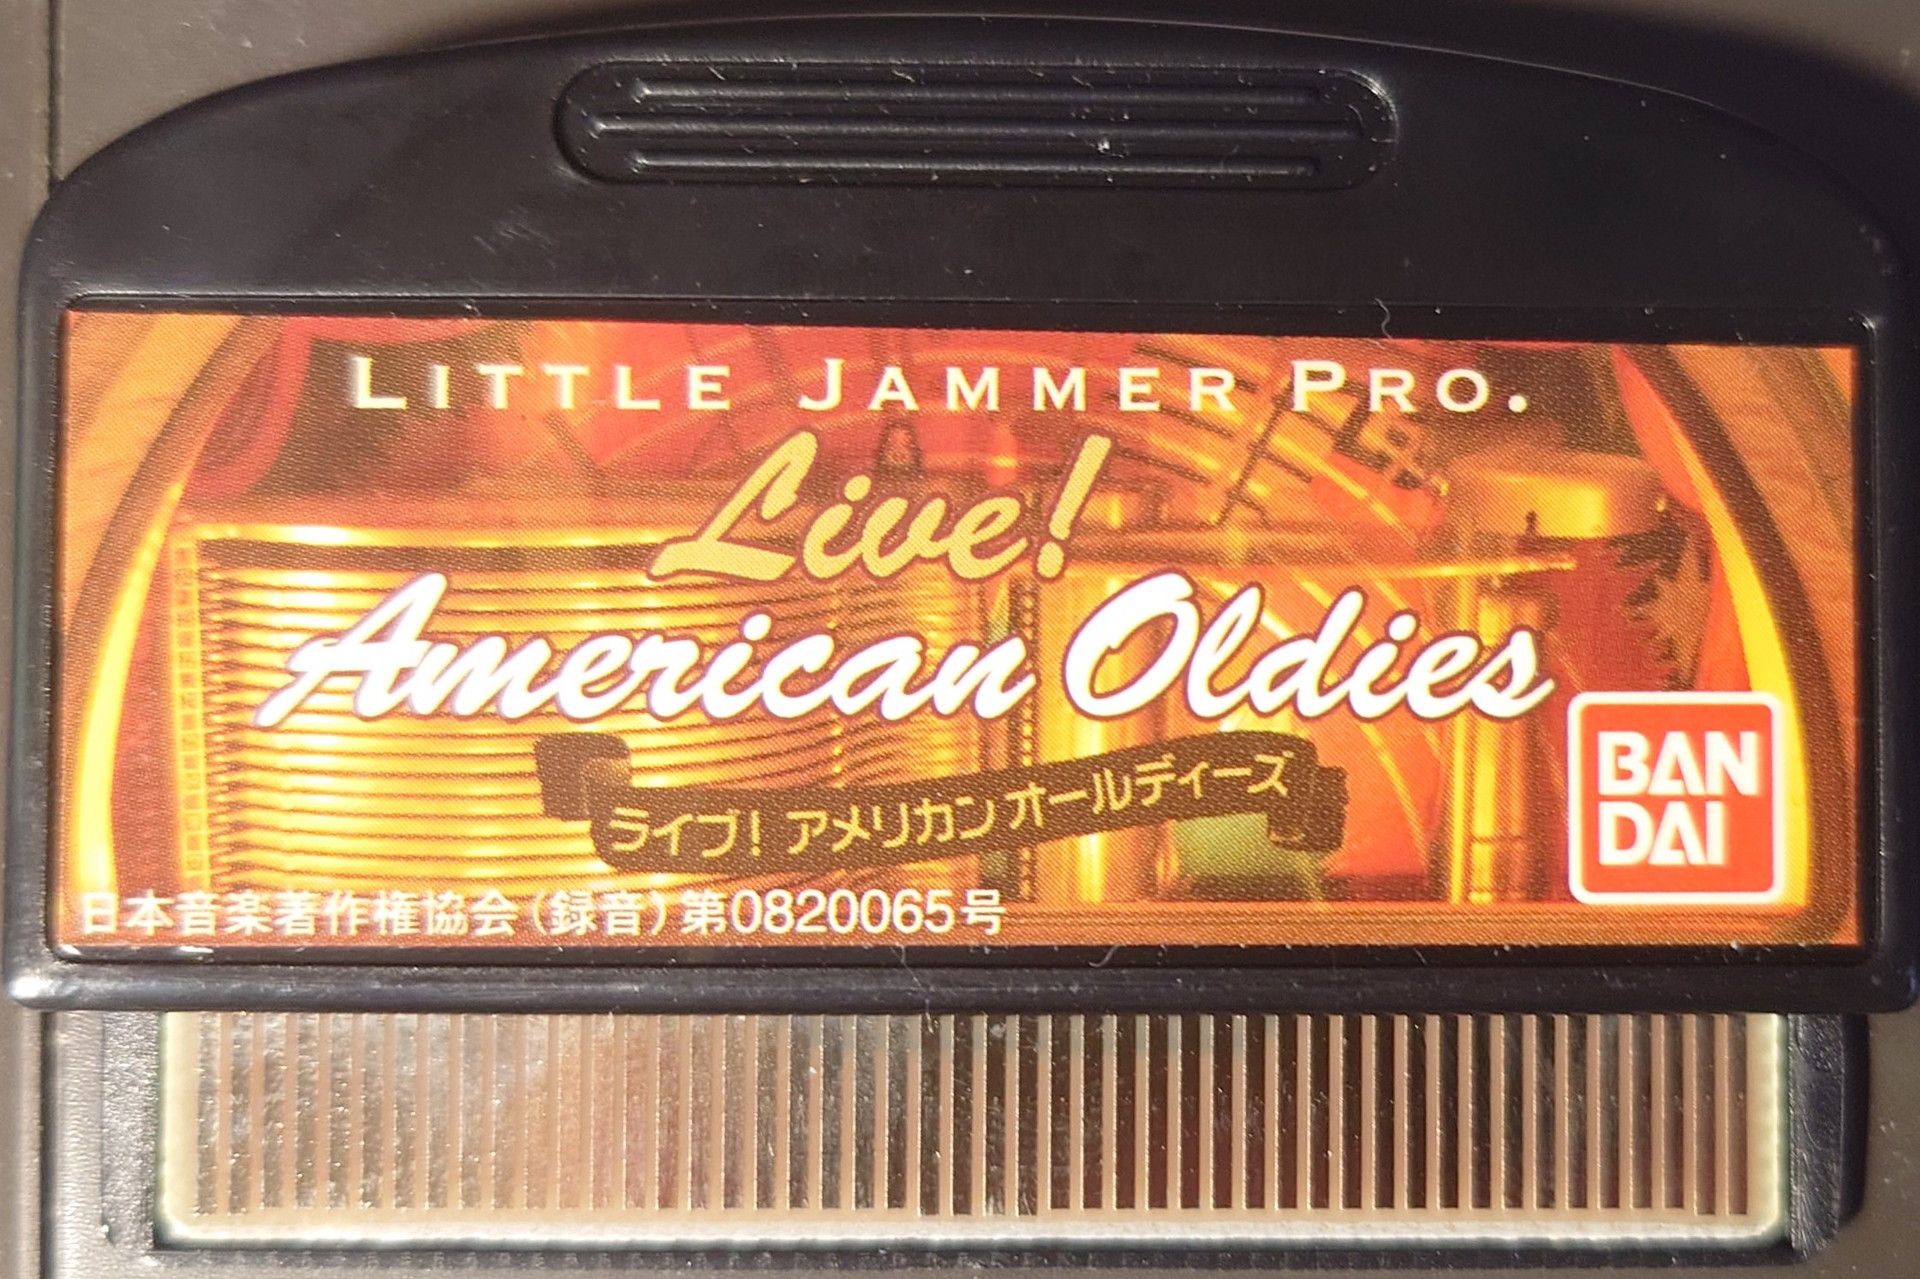 LITTLE JAMMER PRO.
Live!
American Oldies
ライブ! アメリカンオールディーズ
BAN
DAI
日本音楽著作権協会(録音)第0820065号